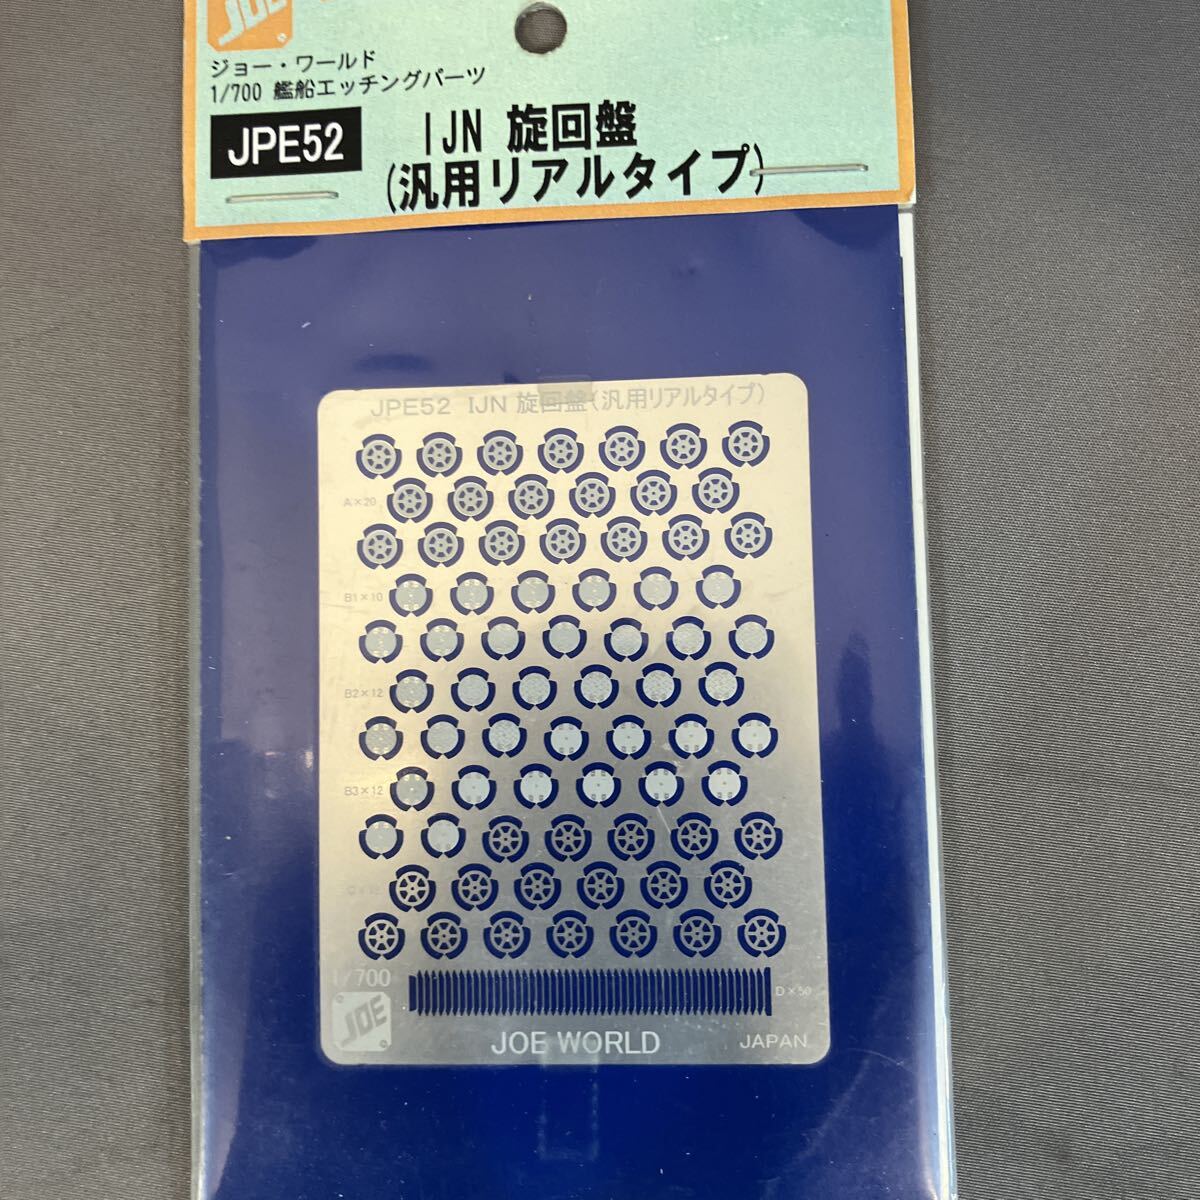 JOE
ジョー・ワールド
1/700 艦船エッチングパーツ
JPE52
IJN 旋回盤
(汎用リアルタイプ)
JPE52 IJN 旋回盤(汎用リアルタイプ)
A×20
B1×10
B2×12
B3×12
1/700
D×50
JOE
JOE WORLD
JAPAN